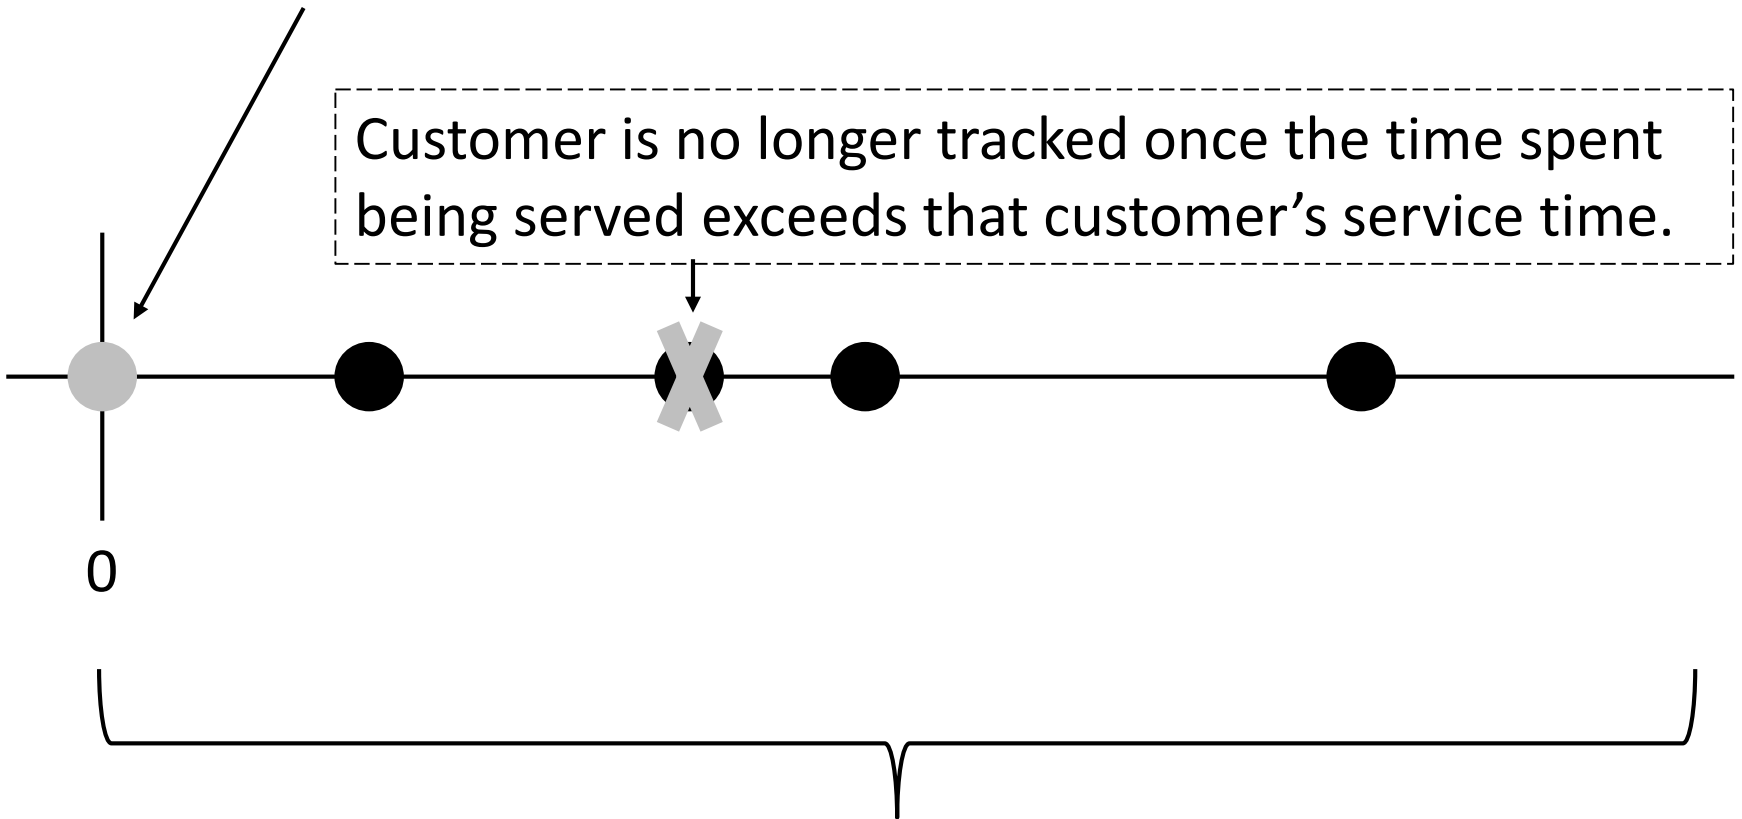 Customer is no longer tracked once the time spent
being served exceeds that customer’s service time.
0